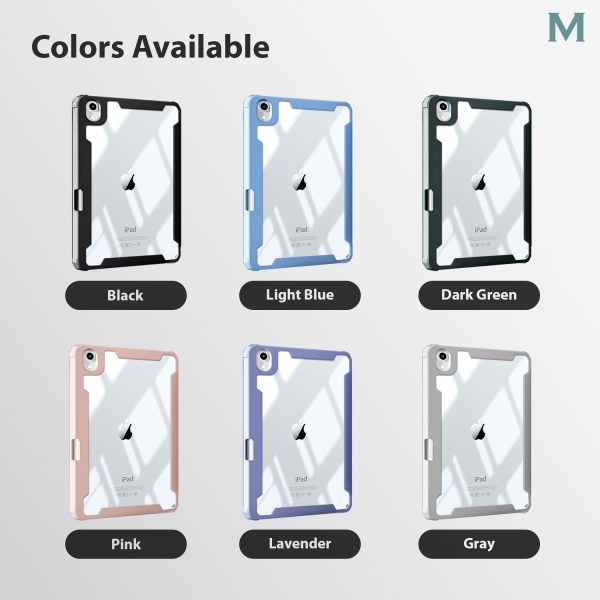 Colors Available
M
iPad
iPad
iPad
Black
Light Blue
Dark Green
iPad
iPad
iPad
Pink
Lavender
Gray